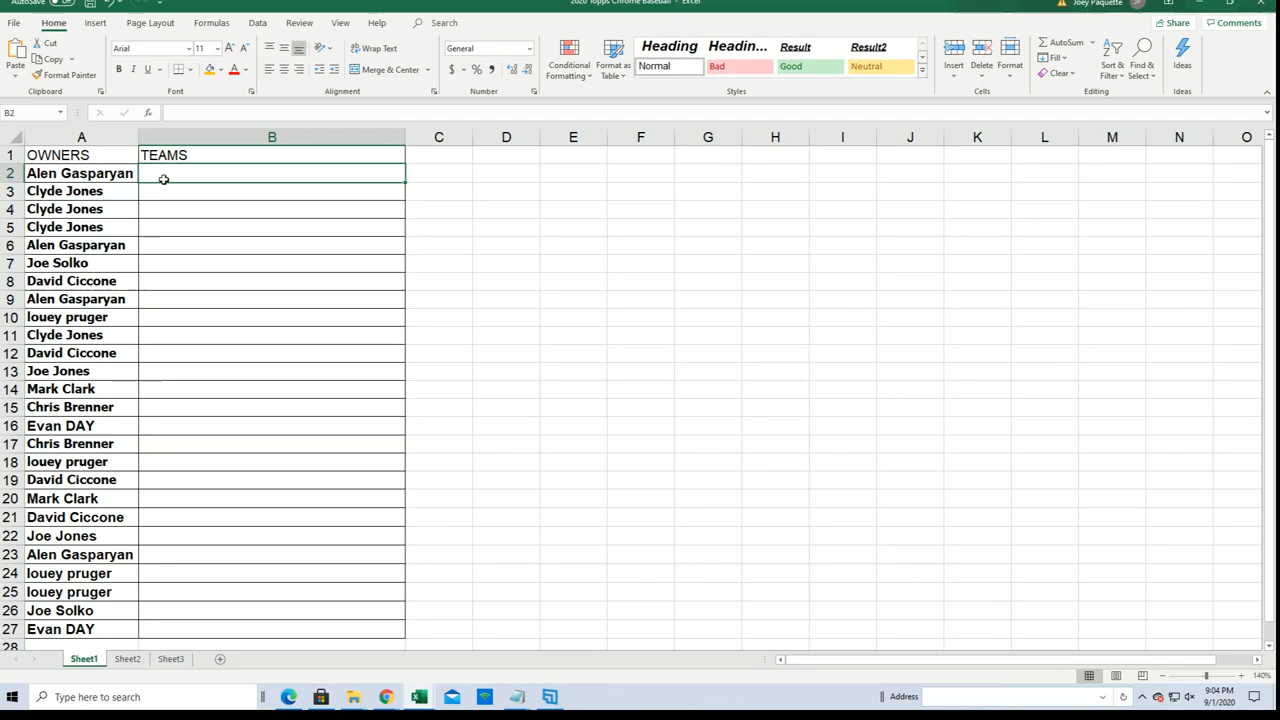 2020 Topps Chrome Baseball - Excel
Joey Paquette JP
File Home Insert Page Layout Formulas Data Review View Help Search
Share Comments
Paste Cut Copy Format Painter
Arial 11
B I U A A A
Wrap Text
Merge & Center
General
$ % ,
Conditional Formatting Format as Table
Heading Headin... Result Result2
Normal Bad Good Neutral
Insert Delete Format
AutoSum Fill Clear
Sort & Filter Find & Select
Ideas
Clipboard Font Alignment Number Styles Cells Editing Ideas
B2 fx
A B C D E F G H I J K L M N O
1 OWNERS TEAMS
2 Alen Gasparyan
3 Clyde Jones
4 Clyde Jones
5 Clyde Jones
6 Alen Gasparyan
7 Joe Solko
8 David Ciccone
9 Alen Gasparyan
10 louey pruger
11 Clyde Jones
12 David Ciccone
13 Joe Jones
14 Mark Clark
15 Chris Brenner
16 Evan DAY
17 Chris Brenner
18 louey pruger
19 David Ciccone
20 Mark Clark
21 David Ciccone
22 Joe Jones
23 Alen Gasparyan
24 louey pruger
25 louey pruger
26 Joe Solko
27 Evan DAY
28
Sheet1 Sheet2 Sheet3
140%
Type here to search
Address
9:04 PM
9/1/2020